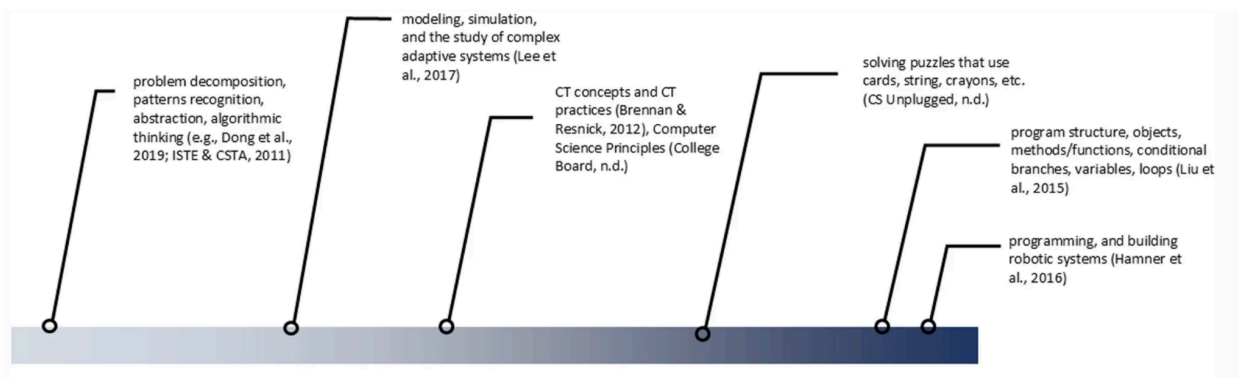 problem decomposition,
patterns recognition,
abstraction, algorithmic
thinking (e.g., Dong et al.,
2019; ISTE & CSTA, 2011)
modeling, simulation,
and the study of complex
adaptive systems (Lee et
al., 2017)
CT concepts and CT
practices (Brennan &
Resnick, 2012), Computer
Science Principles (College
Board, n.d.)
solving puzzles that use
cards, string, crayons, etc.
(CS Unplugged, n.d.)
program structure, objects,
methods/functions, conditional
branches, variables, loops (Liu et
al., 2015)
programming, and building
robotic systems (Hamner et
al., 2016)